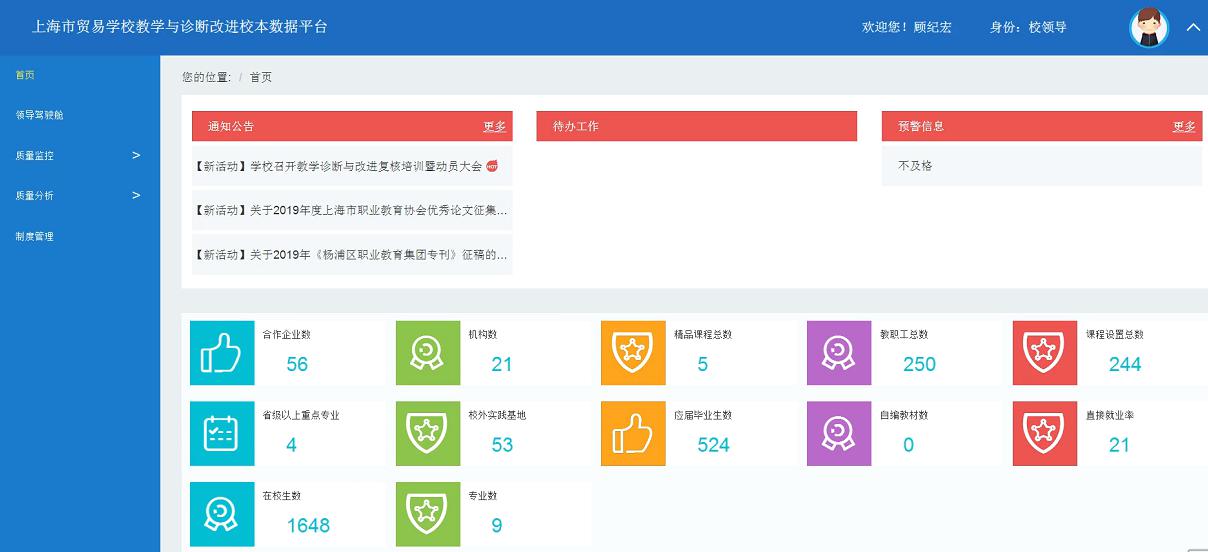 上海市贸易学校教学与诊断改进校本数据平台
欢迎您！顾纪宏
身份：校领导
首页
领导驾驶舱
质量监控 >
质量分析 >
制度管理
您的位置: / 首页
通知公告 更多
【新活动】学校召开教学诊断与改进复核培训暨动员大会 HOT
【新活动】关于2019年度上海市职业教育协会优秀论文征集...
【新活动】关于2019年《杨浦区职业教育集团专刊》征稿的...
待办工作
预警信息 更多
不及格
合作企业数
56
机构数
21
精品课程总数
5
教职工总数
250
课程设置总数
244
省级以上重点专业
4
校外实践基地
53
应届毕业生数
524
自编教材数
0
直接就业率
21
在校生数
1648
专业数
9